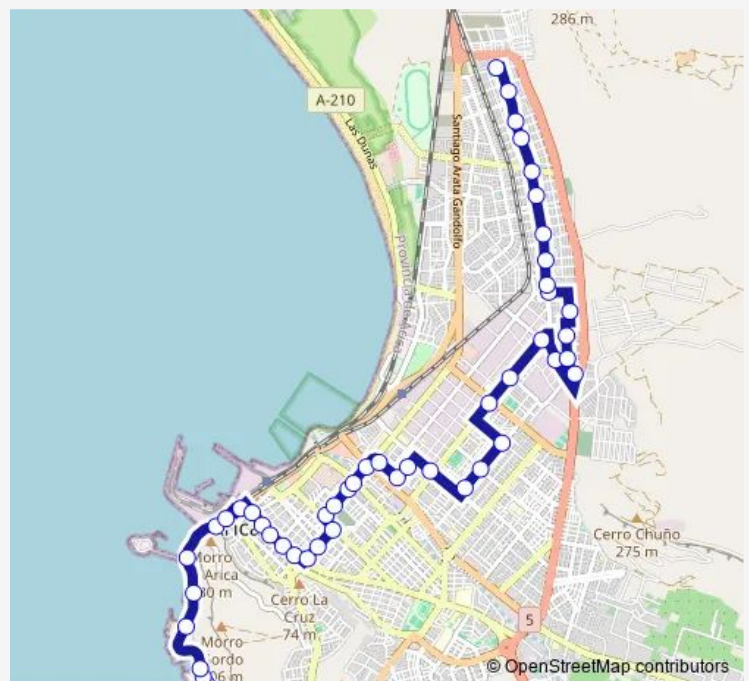 286 m
A-210
Las Dunas
Santiago Arata Gandolfo
Provincia de Arica
Cerro Chuño
275 m
Morro
Arica
Cerro La
Cruz
74 m
Morro
5
© OpenStreetMap contributors